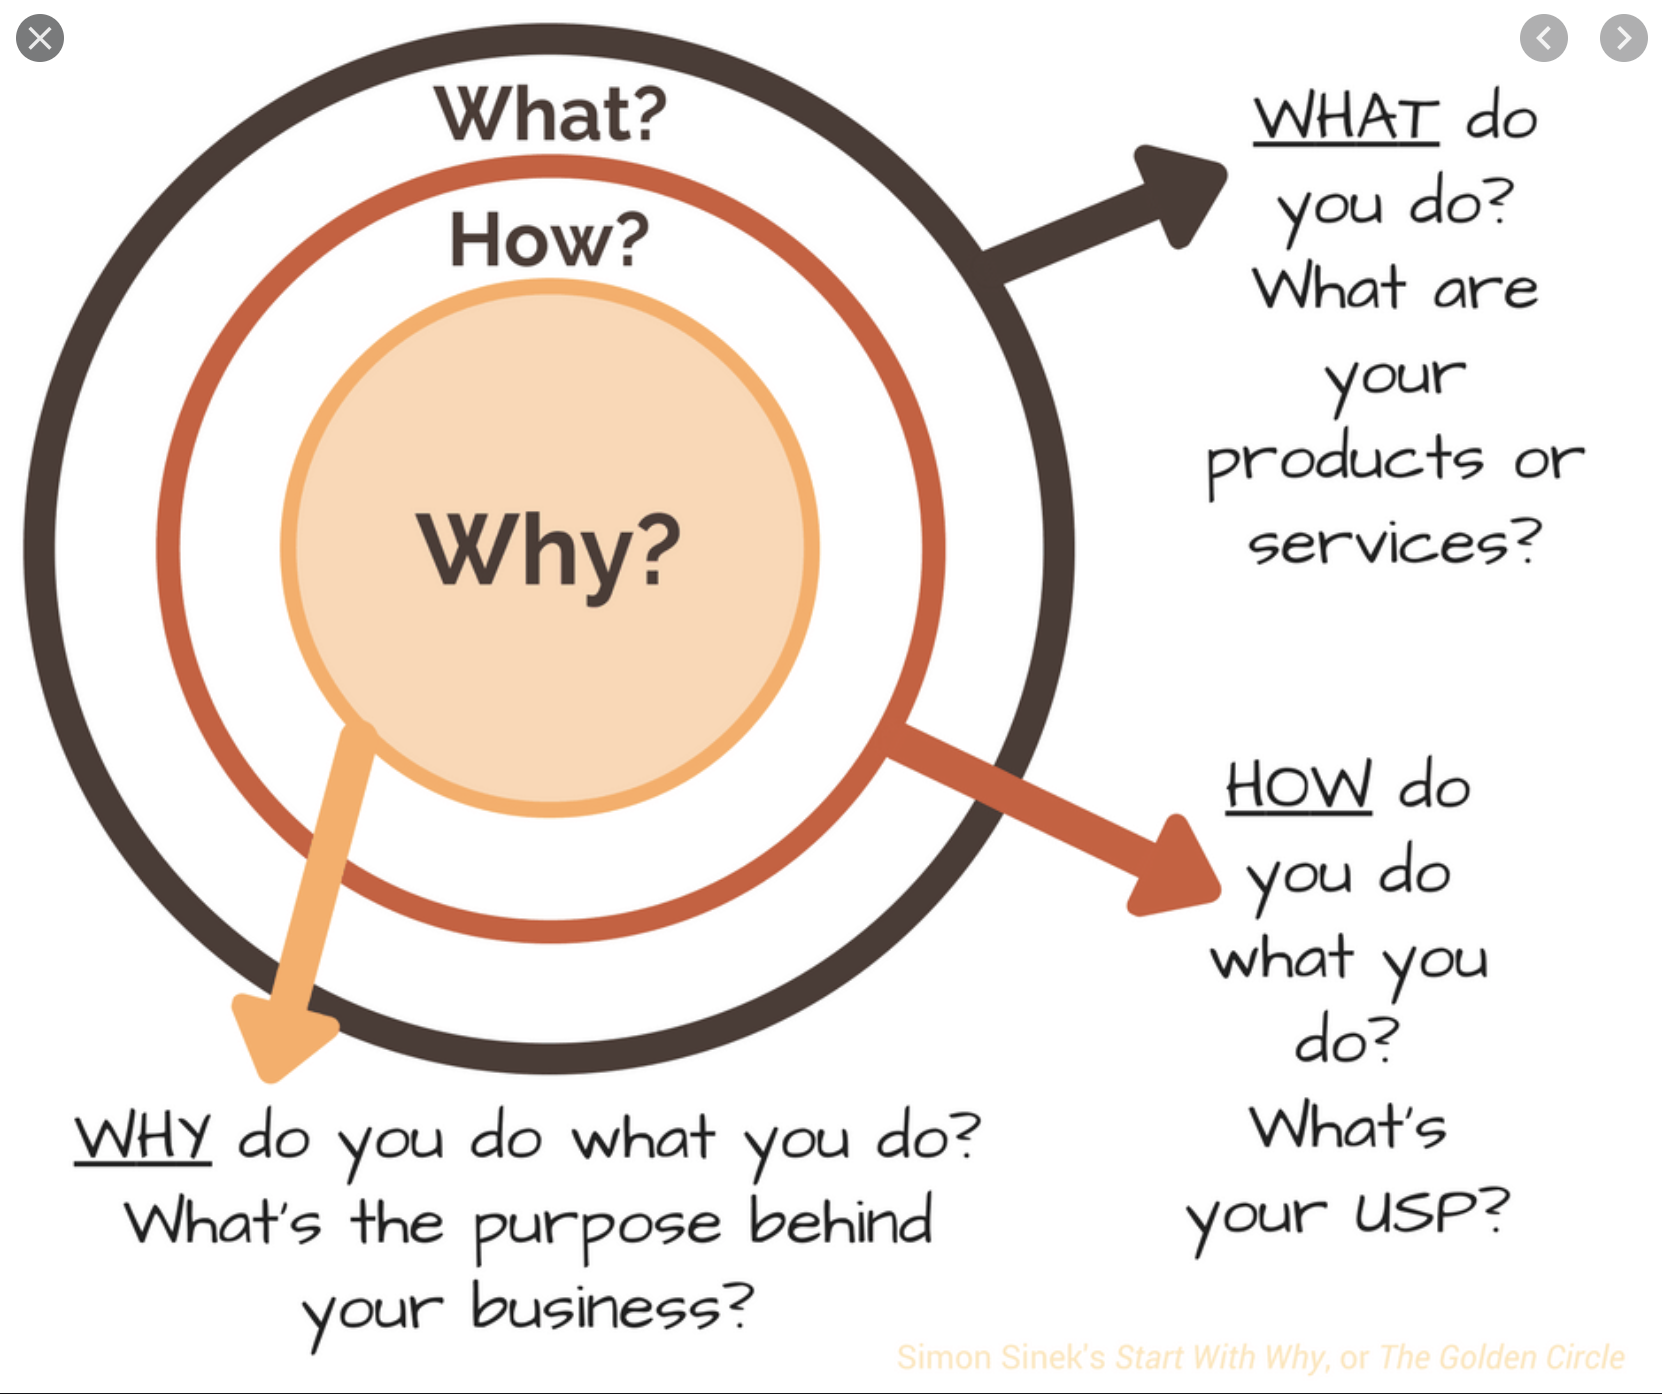 What?
How?
Why?
WHAT do
you do?
What are
your
products or
services?
HOW do
you do
what you
do?
What's
your USP?
WHY do you do what you do?
What's the purpose behind
your business?
Simon Sinek's Start With Why, or The Golden Circle